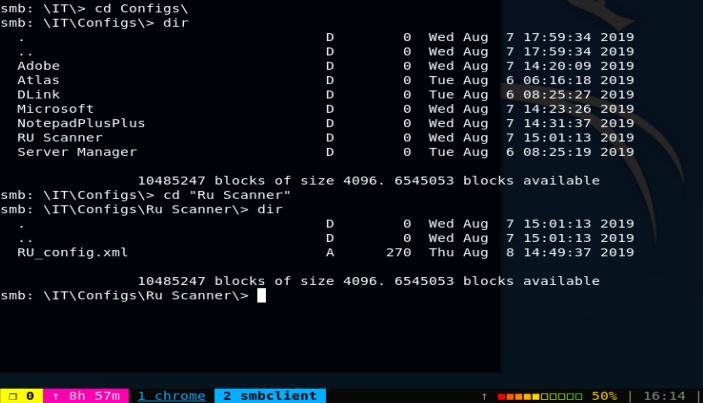 smb: \IT\> cd Configs\
smb: \IT\Configs\> dir
. D 0 Wed Aug 7 17:59:34 2019
.. D 0 Wed Aug 7 17:59:34 2019
Adobe D 0 Wed Aug 7 14:20:09 2019
Atlas D 0 Tue Aug 6 06:16:18 2019
DLink D 0 Tue Aug 6 08:25:27 2019
Microsoft D 0 Wed Aug 7 14:23:26 2019
NotepadPlusPlus D 0 Wed Aug 7 14:31:37 2019
RU Scanner D 0 Wed Aug 7 15:01:13 2019
Server Manager D 0 Tue Aug 6 08:25:19 2019
10485247 blocks of size 4096. 6545053 blocks available
smb: \IT\Configs\> cd "Ru Scanner"
smb: \IT\Configs\Ru Scanner\> dir
. D 0 Wed Aug 7 15:01:13 2019
.. D 0 Wed Aug 7 15:01:13 2019
RU_config.xml A 270 Thu Aug 8 14:49:37 2019
10485247 blocks of size 4096. 6545053 blocks available
smb: \IT\Configs\Ru Scanner\>
❐ 0 ↑ 8h 57m 1 chrome 2 smbclient ↑ 50% | 16:14 |